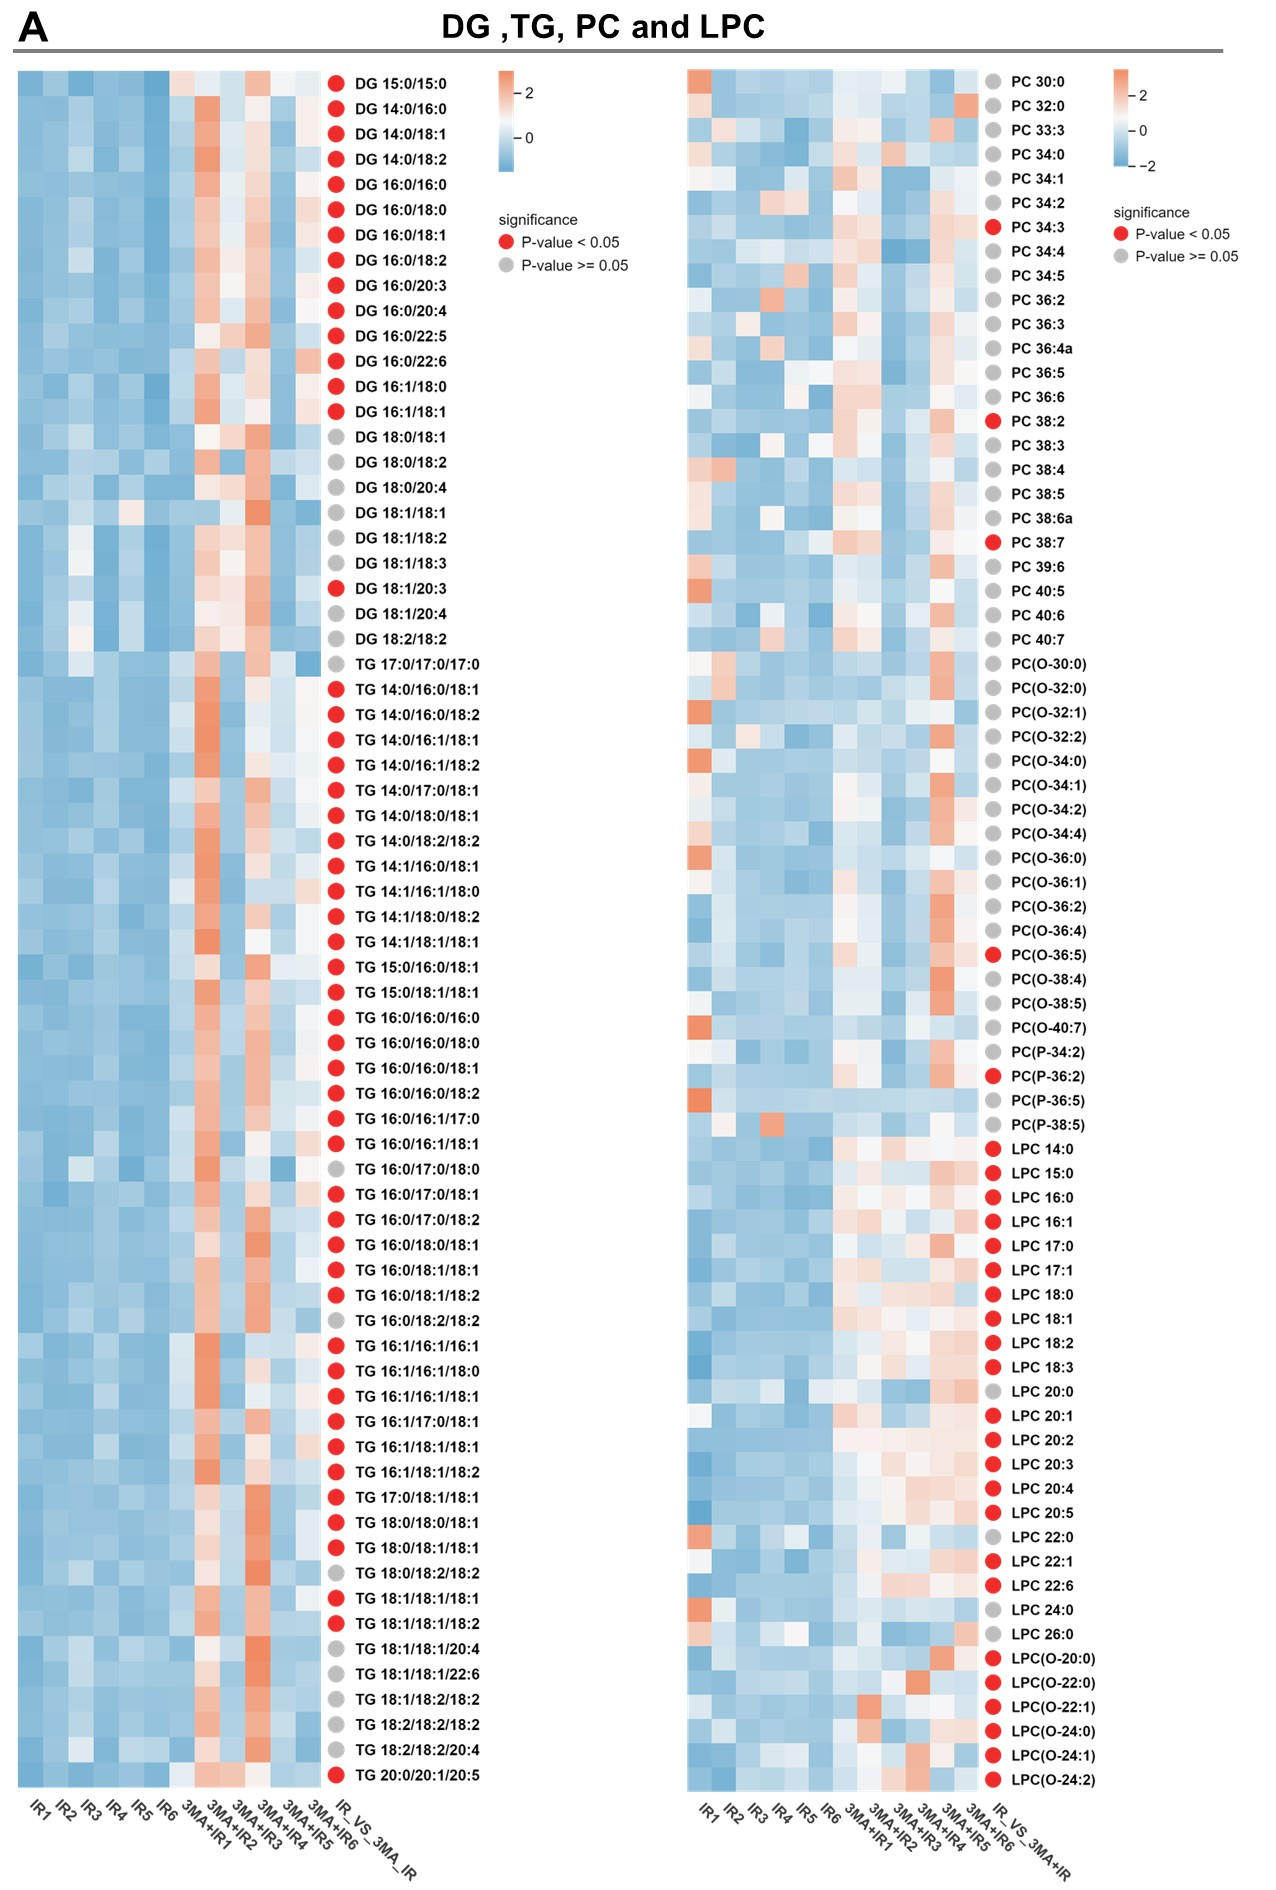 A
DG ,TG, PC and LPC
DG 15:0/15:0
DG 14:0/16:0
DG 14:0/18:1
DG 14:0/18:2
DG 16:0/16:0
DG 16:0/18:0
DG 16:0/18:1
DG 16:0/18:2
DG 16:0/20:3
DG 16:0/20:4
DG 16:0/22:5
DG 16:0/22:6
DG 16:1/18:0
DG 16:1/18:1
DG 18:0/18:1
DG 18:0/18:2
DG 18:0/20:4
DG 18:1/18:1
DG 18:1/18:2
DG 18:1/18:3
DG 18:1/20:3
DG 18:1/20:4
DG 18:2/18:2
TG 17:0/17:0/17:0
TG 14:0/16:0/18:1
TG 14:0/16:0/18:2
TG 14:0/16:1/18:1
TG 14:0/16:1/18:2
TG 14:0/17:0/18:1
TG 14:0/18:0/18:1
TG 14:0/18:2/18:2
TG 14:1/16:0/18:1
TG 14:1/16:1/18:0
TG 14:1/18:0/18:2
TG 14:1/18:1/18:1
TG 15:0/16:0/18:1
TG 15:0/18:1/18:1
TG 16:0/16:0/16:0
TG 16:0/16:0/18:0
TG 16:0/16:0/18:1
TG 16:0/16:0/18:2
TG 16:0/16:1/17:0
TG 16:0/16:1/18:1
TG 16:0/17:0/18:0
TG 16:0/17:0/18:1
TG 16:0/17:0/18:2
TG 16:0/18:0/18:1
TG 16:0/18:1/18:1
TG 16:0/18:1/18:2
TG 16:0/18:2/18:2
TG 16:1/16:1/16:1
TG 16:1/16:1/18:0
TG 16:1/16:1/18:1
TG 16:1/17:0/18:1
TG 16:1/18:1/18:1
TG 16:1/18:1/18:2
TG 17:0/18:1/18:1
TG 18:0/18:0/18:1
TG 18:0/18:1/18:1
TG 18:0/18:2/18:2
TG 18:1/18:1/18:1
TG 18:1/18:1/18:2
TG 18:1/18:1/20:4
TG 18:1/18:1/22:6
TG 18:1/18:2/18:2
TG 18:2/18:2/18:2
TG 18:2/18:2/20:4
TG 20:0/20:1/20:5
IR1
IR2
IR3
IR4
IR5
IR6
3MA+IR1
3MA+IR2
3MA+IR3
3MA+IR4
3MA+IR5
3MA+IR6
IR_VS_3MA_IR
2
0
significance
P-value < 0.05
P-value >= 0.05
PC 30:0
PC 32:0
PC 33:3
PC 34:0
PC 34:1
PC 34:2
PC 34:3
PC 34:4
PC 34:5
PC 36:2
PC 36:3
PC 36:4a
PC 36:5
PC 36:6
PC 38:2
PC 38:3
PC 38:4
PC 38:5
PC 38:6a
PC 38:7
PC 39:6
PC 40:5
PC 40:6
PC 40:7
PC(O-30:0)
PC(O-32:0)
PC(O-32:1)
PC(O-32:2)
PC(O-34:0)
PC(O-34:1)
PC(O-34:2)
PC(O-34:4)
PC(O-36:0)
PC(O-36:1)
PC(O-36:2)
PC(O-36:4)
PC(O-36:5)
PC(O-38:4)
PC(O-38:5)
PC(O-40:7)
PC(P-34:2)
PC(P-36:2)
PC(P-36:5)
PC(P-38:5)
LPC 14:0
LPC 15:0
LPC 16:0
LPC 16:1
LPC 17:0
LPC 17:1
LPC 18:0
LPC 18:1
LPC 18:2
LPC 18:3
LPC 20:0
LPC 20:1
LPC 20:2
LPC 20:3
LPC 20:4
LPC 20:5
LPC 22:0
LPC 22:1
LPC 22:6
LPC 24:0
LPC 26:0
LPC(O-20:0)
LPC(O-22:0)
LPC(O-22:1)
LPC(O-24:0)
LPC(O-24:1)
LPC(O-24:2)
IR1
IR2
IR3
IR4
IR5
IR6
3MA+IR1
3MA+IR2
3MA+IR3
3MA+IR4
3MA+IR5
3MA+IR6
IR_VS_3MA+IR
2
0
−2
significance
P-value < 0.05
P-value >= 0.05